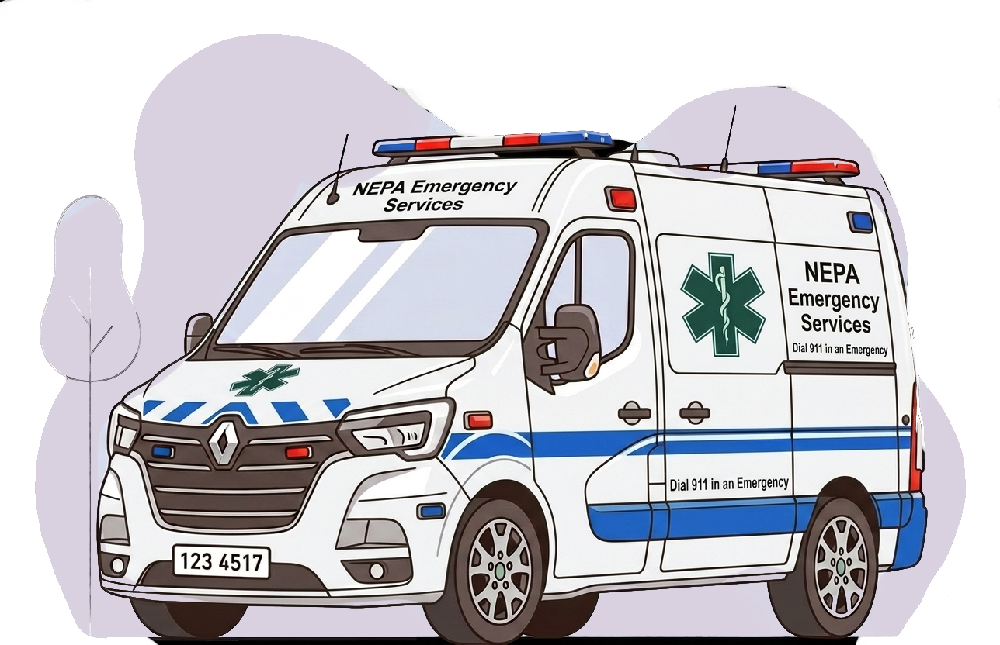 NEPA Emergency
Services
NEPA
Emergency
Services
Dial 911 in an Emergency
Dial 911 in an Emergency
123 4517